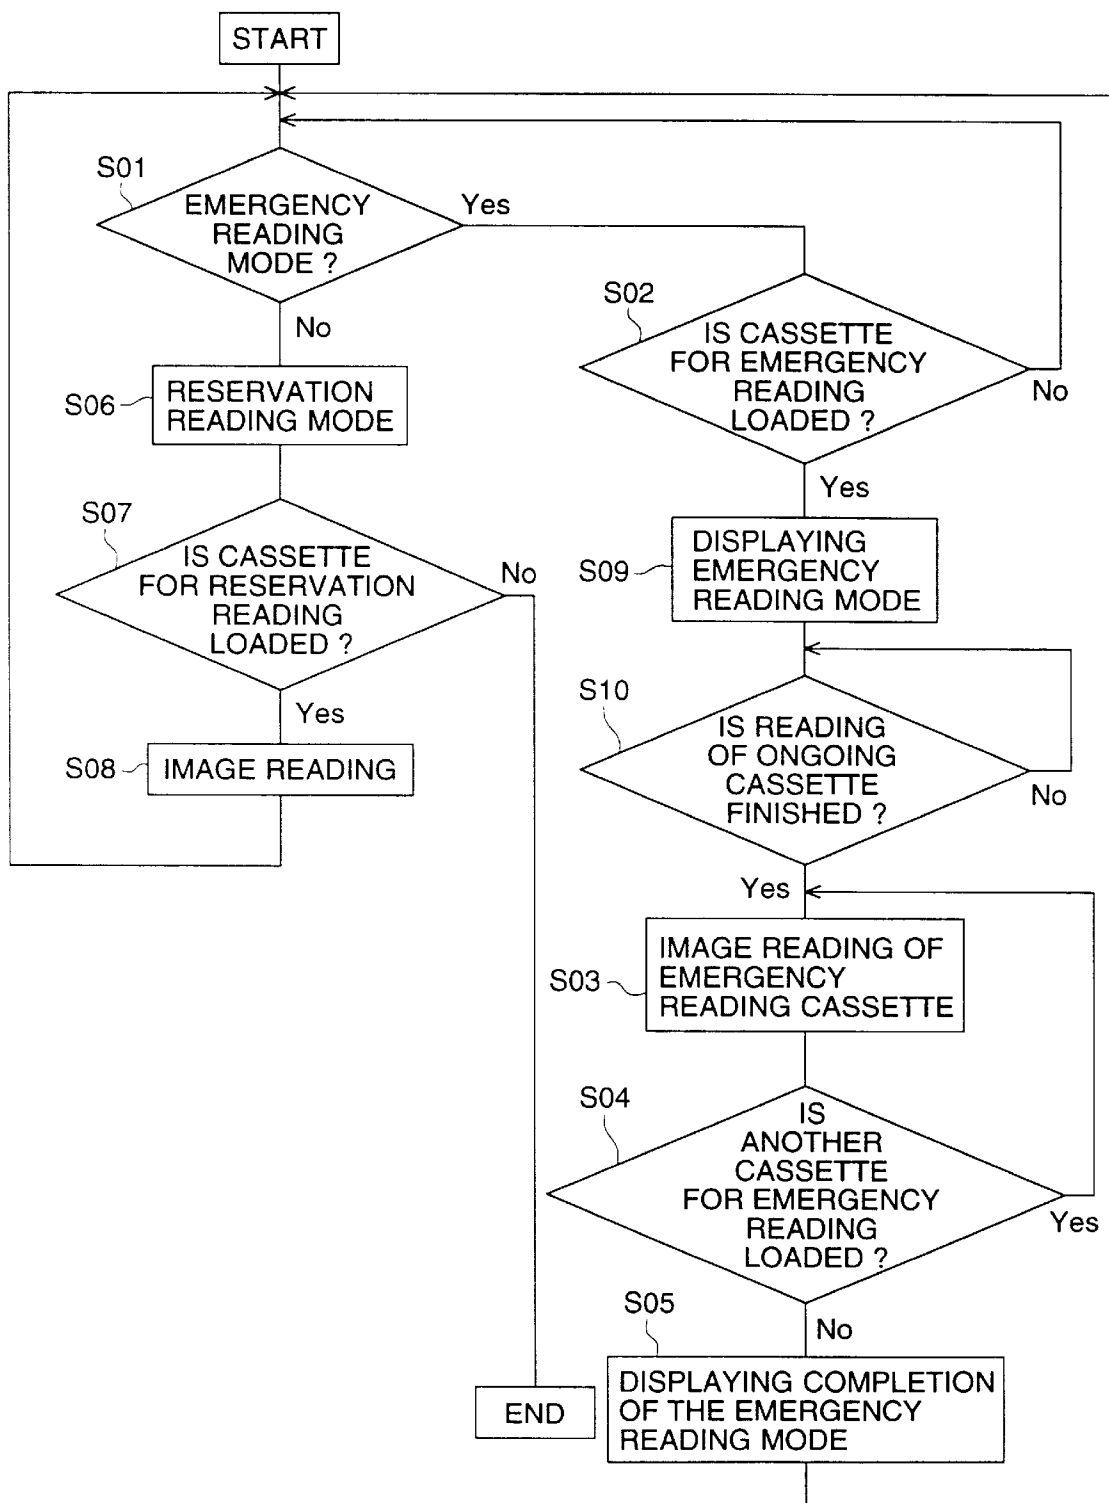 START
S01
EMERGENCY
READING
MODE ?
Yes
No
S02
IS CASSETTE
FOR EMERGENCY
READING
LOADED ?
No
Yes
S06
RESERVATION
READING MODE
S07
IS CASSETTE
FOR RESERVATION
READING
LOADED ?
No
Yes
S08
IMAGE READING
S09
DISPLAYING
EMERGENCY
READING MODE
S10
IS READING
OF ONGOING
CASSETTE
FINISHED ?
No
Yes
S03
IMAGE READING OF
EMERGENCY
READING CASSETTE
S04
IS
ANOTHER
CASSETTE
FOR EMERGENCY
READING
LOADED ?
Yes
No
S05
DISPLAYING COMPLETION
OF THE EMERGENCY
READING MODE
END